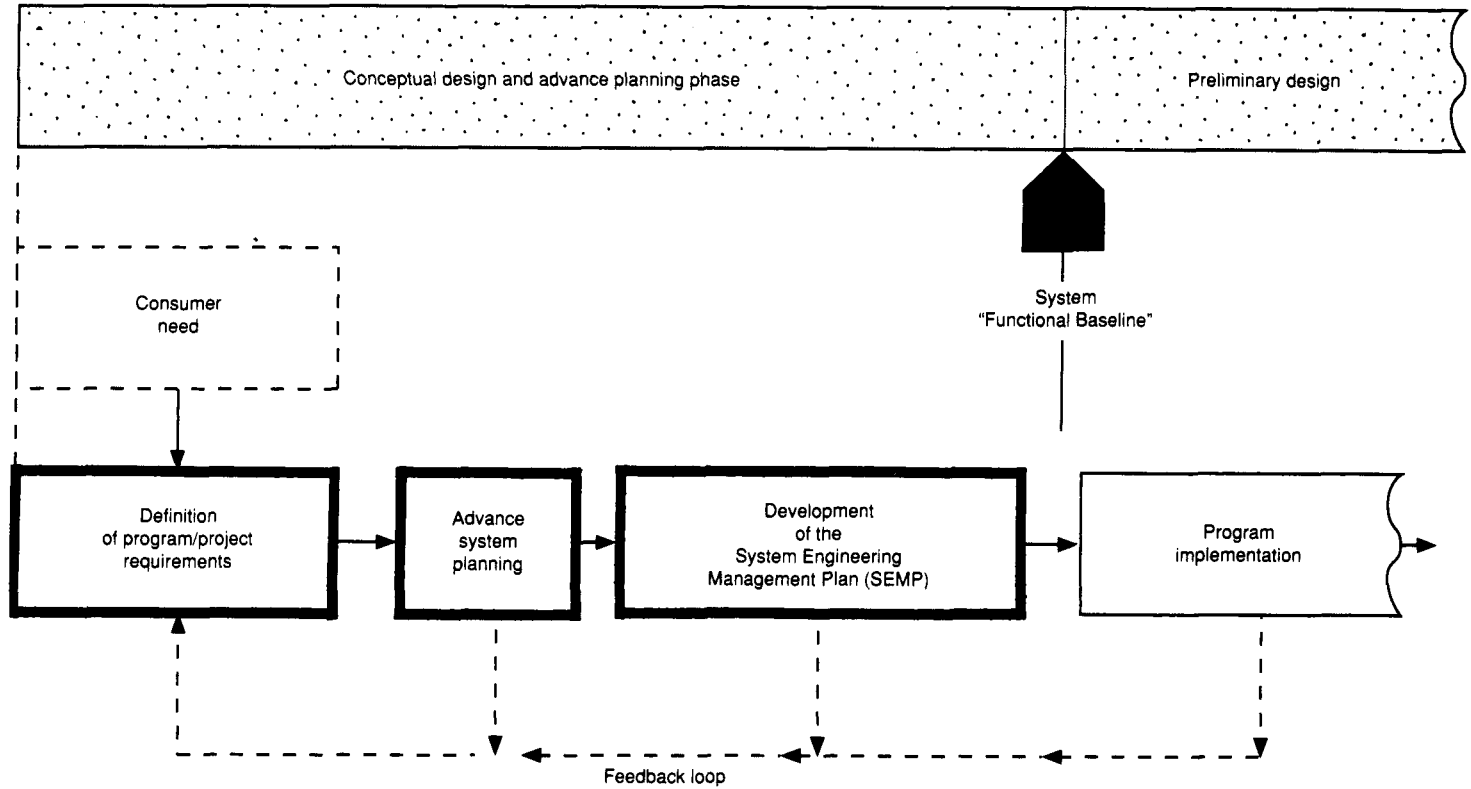 Conceptual design and advance planning phase
Preliminary design
Consumer
need
System
“Functional Baseline”
Definition
of program/project
requirements
Advance
system
planning
Development
of the
System Engineering
Management Plan (SEMP)
Program
implementation
Feedback loop